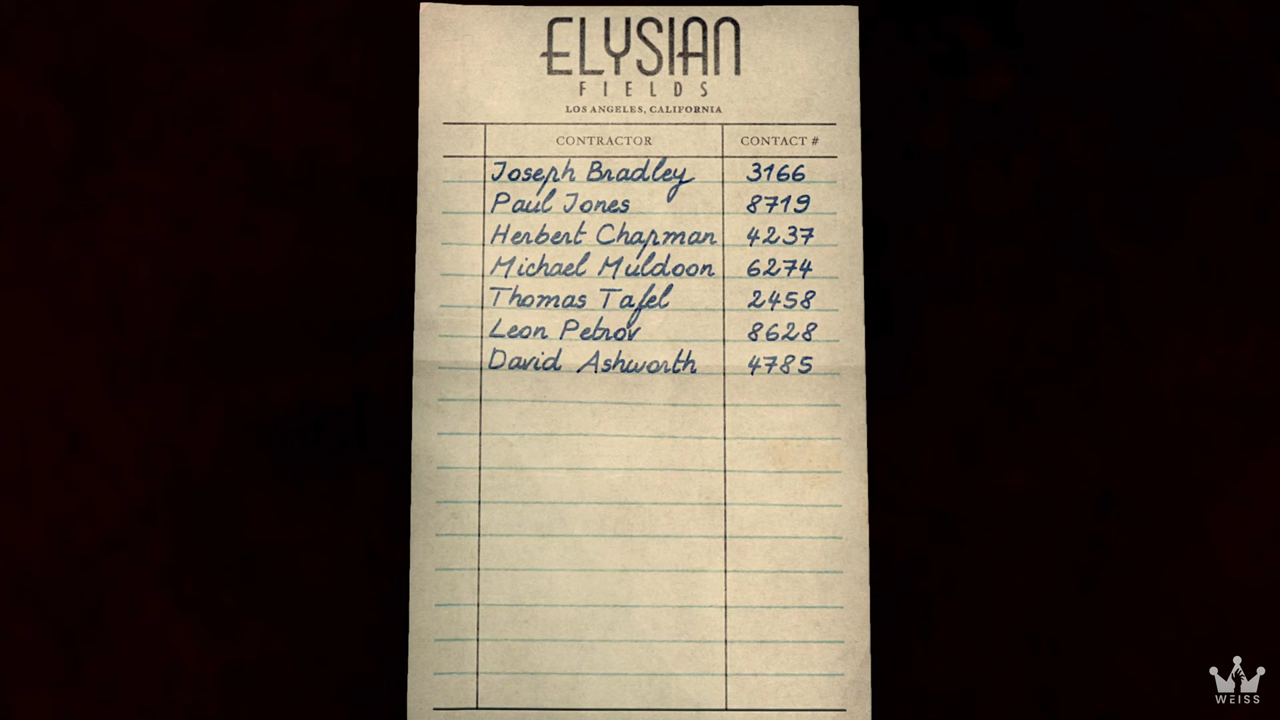 ELYSIAN
FIELDS
LOS ANGELES, CALIFORNIA
CONTRACTOR CONTACT #
Joseph Bradley 3166
Paul Jones 8719
Herbert Chapman 4237
Michael Muldoon 6274
Thomas Tafel 2458
Leon Petrov 8628
David Ashworth 4785
WEISS